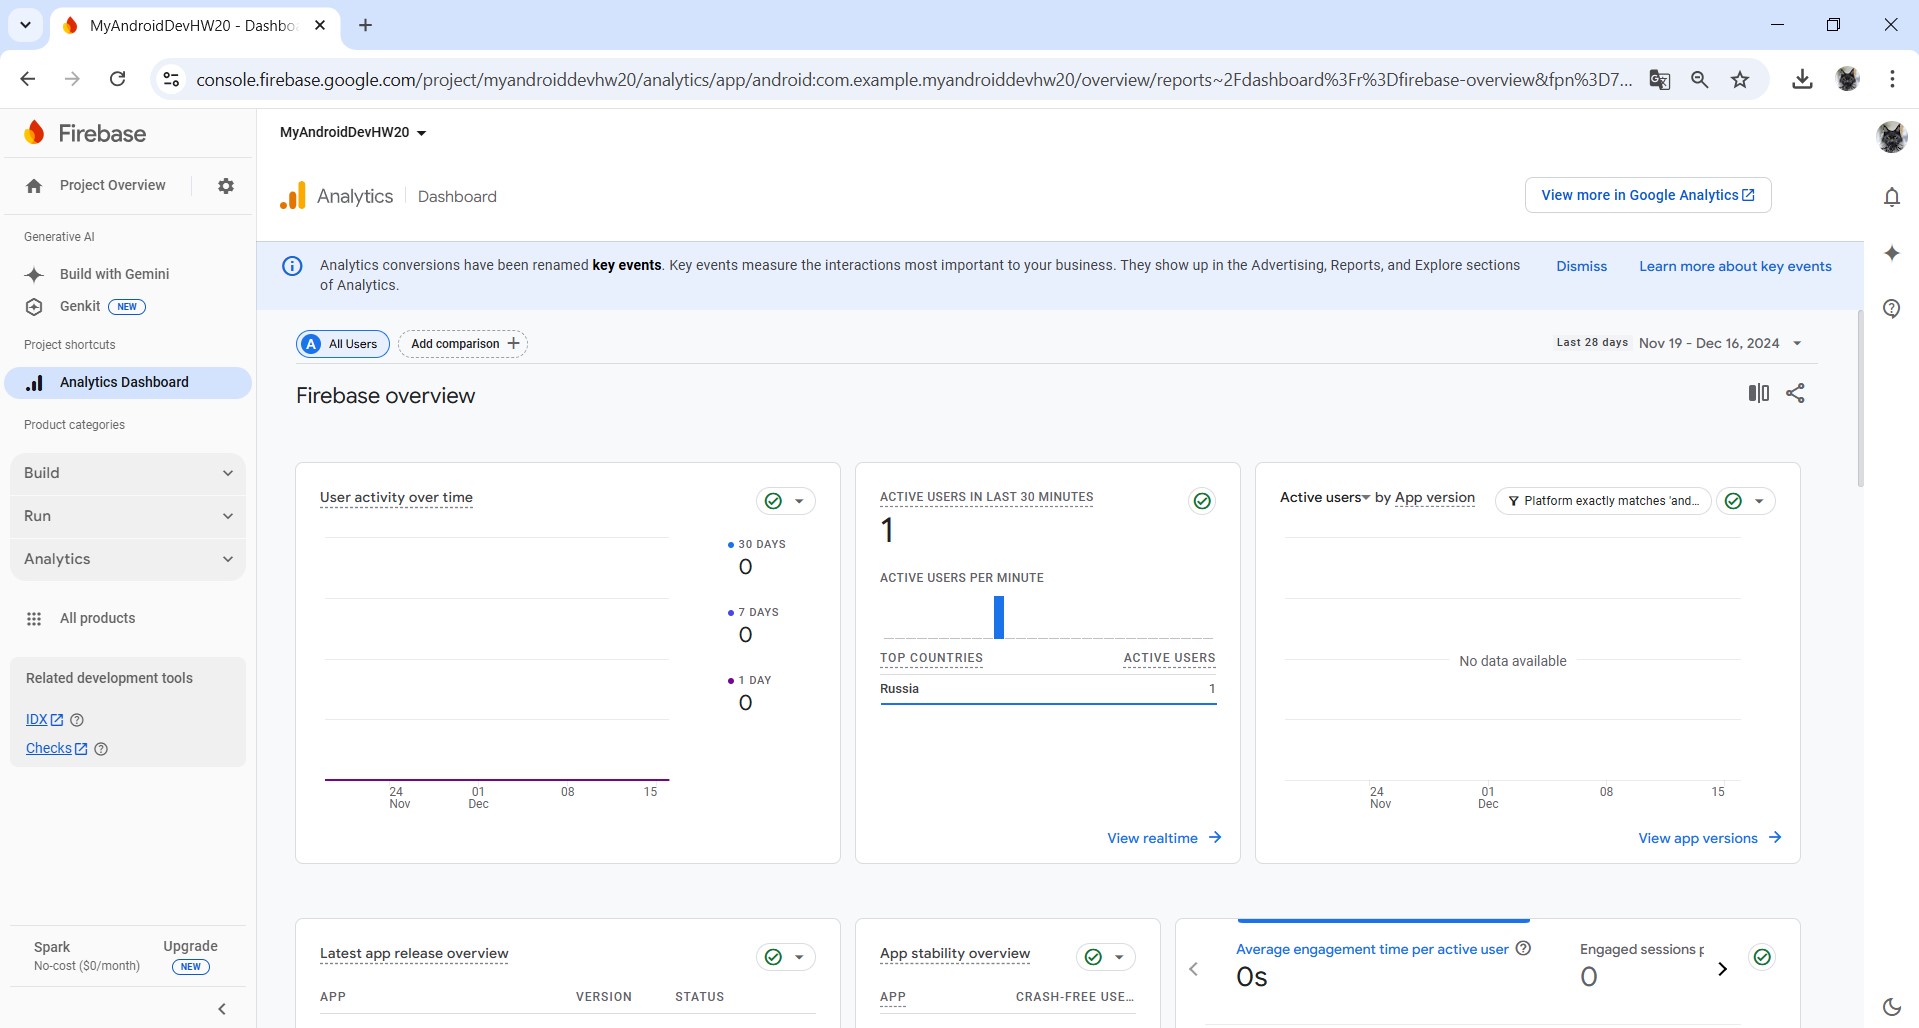 MyAndroidDevHW20 - Dashbo
console.firebase.google.com/project/myandroiddevhw20/analytics/app/android:com.example.myandroiddevhw20/overview/reports~2Fdashboard%3Fr%3Dfirebase-overview&fpn%3D7...
Firebase
Project Overview
Generative AI
Build with Gemini
Genkit NEW
Project shortcuts
Analytics Dashboard
Product categories
Build
Run
Analytics
All products
Related development tools
IDX
Checks
Spark
No-cost ($0/month)
Upgrade
NEW
MyAndroidDevHW20
Analytics Dashboard
View more in Google Analytics
Analytics conversions have been renamed key events. Key events measure the interactions most important to your business. They show up in the Advertising, Reports, and Explore sections
of Analytics.
Dismiss
Learn more about key events
A All Users
Add comparison +
Last 28 days Nov 19 - Dec 16, 2024
Firebase overview
User activity over time
30 DAYS
0
7 DAYS
0
1 DAY
0
24 01 08 15
Nov Dec
ACTIVE USERS IN LAST 30 MINUTES
1
ACTIVE USERS PER MINUTE
TOP COUNTRIES ACTIVE USERS
Russia 1
View realtime
Active users by App version
Platform exactly matches 'and...
No data available
24 01 08 15
Nov Dec
View app versions
Latest app release overview
APP VERSION STATUS
App stability overview
APP CRASH-FREE USE...
Average engagement time per active user
0s
Engaged sessions p
0